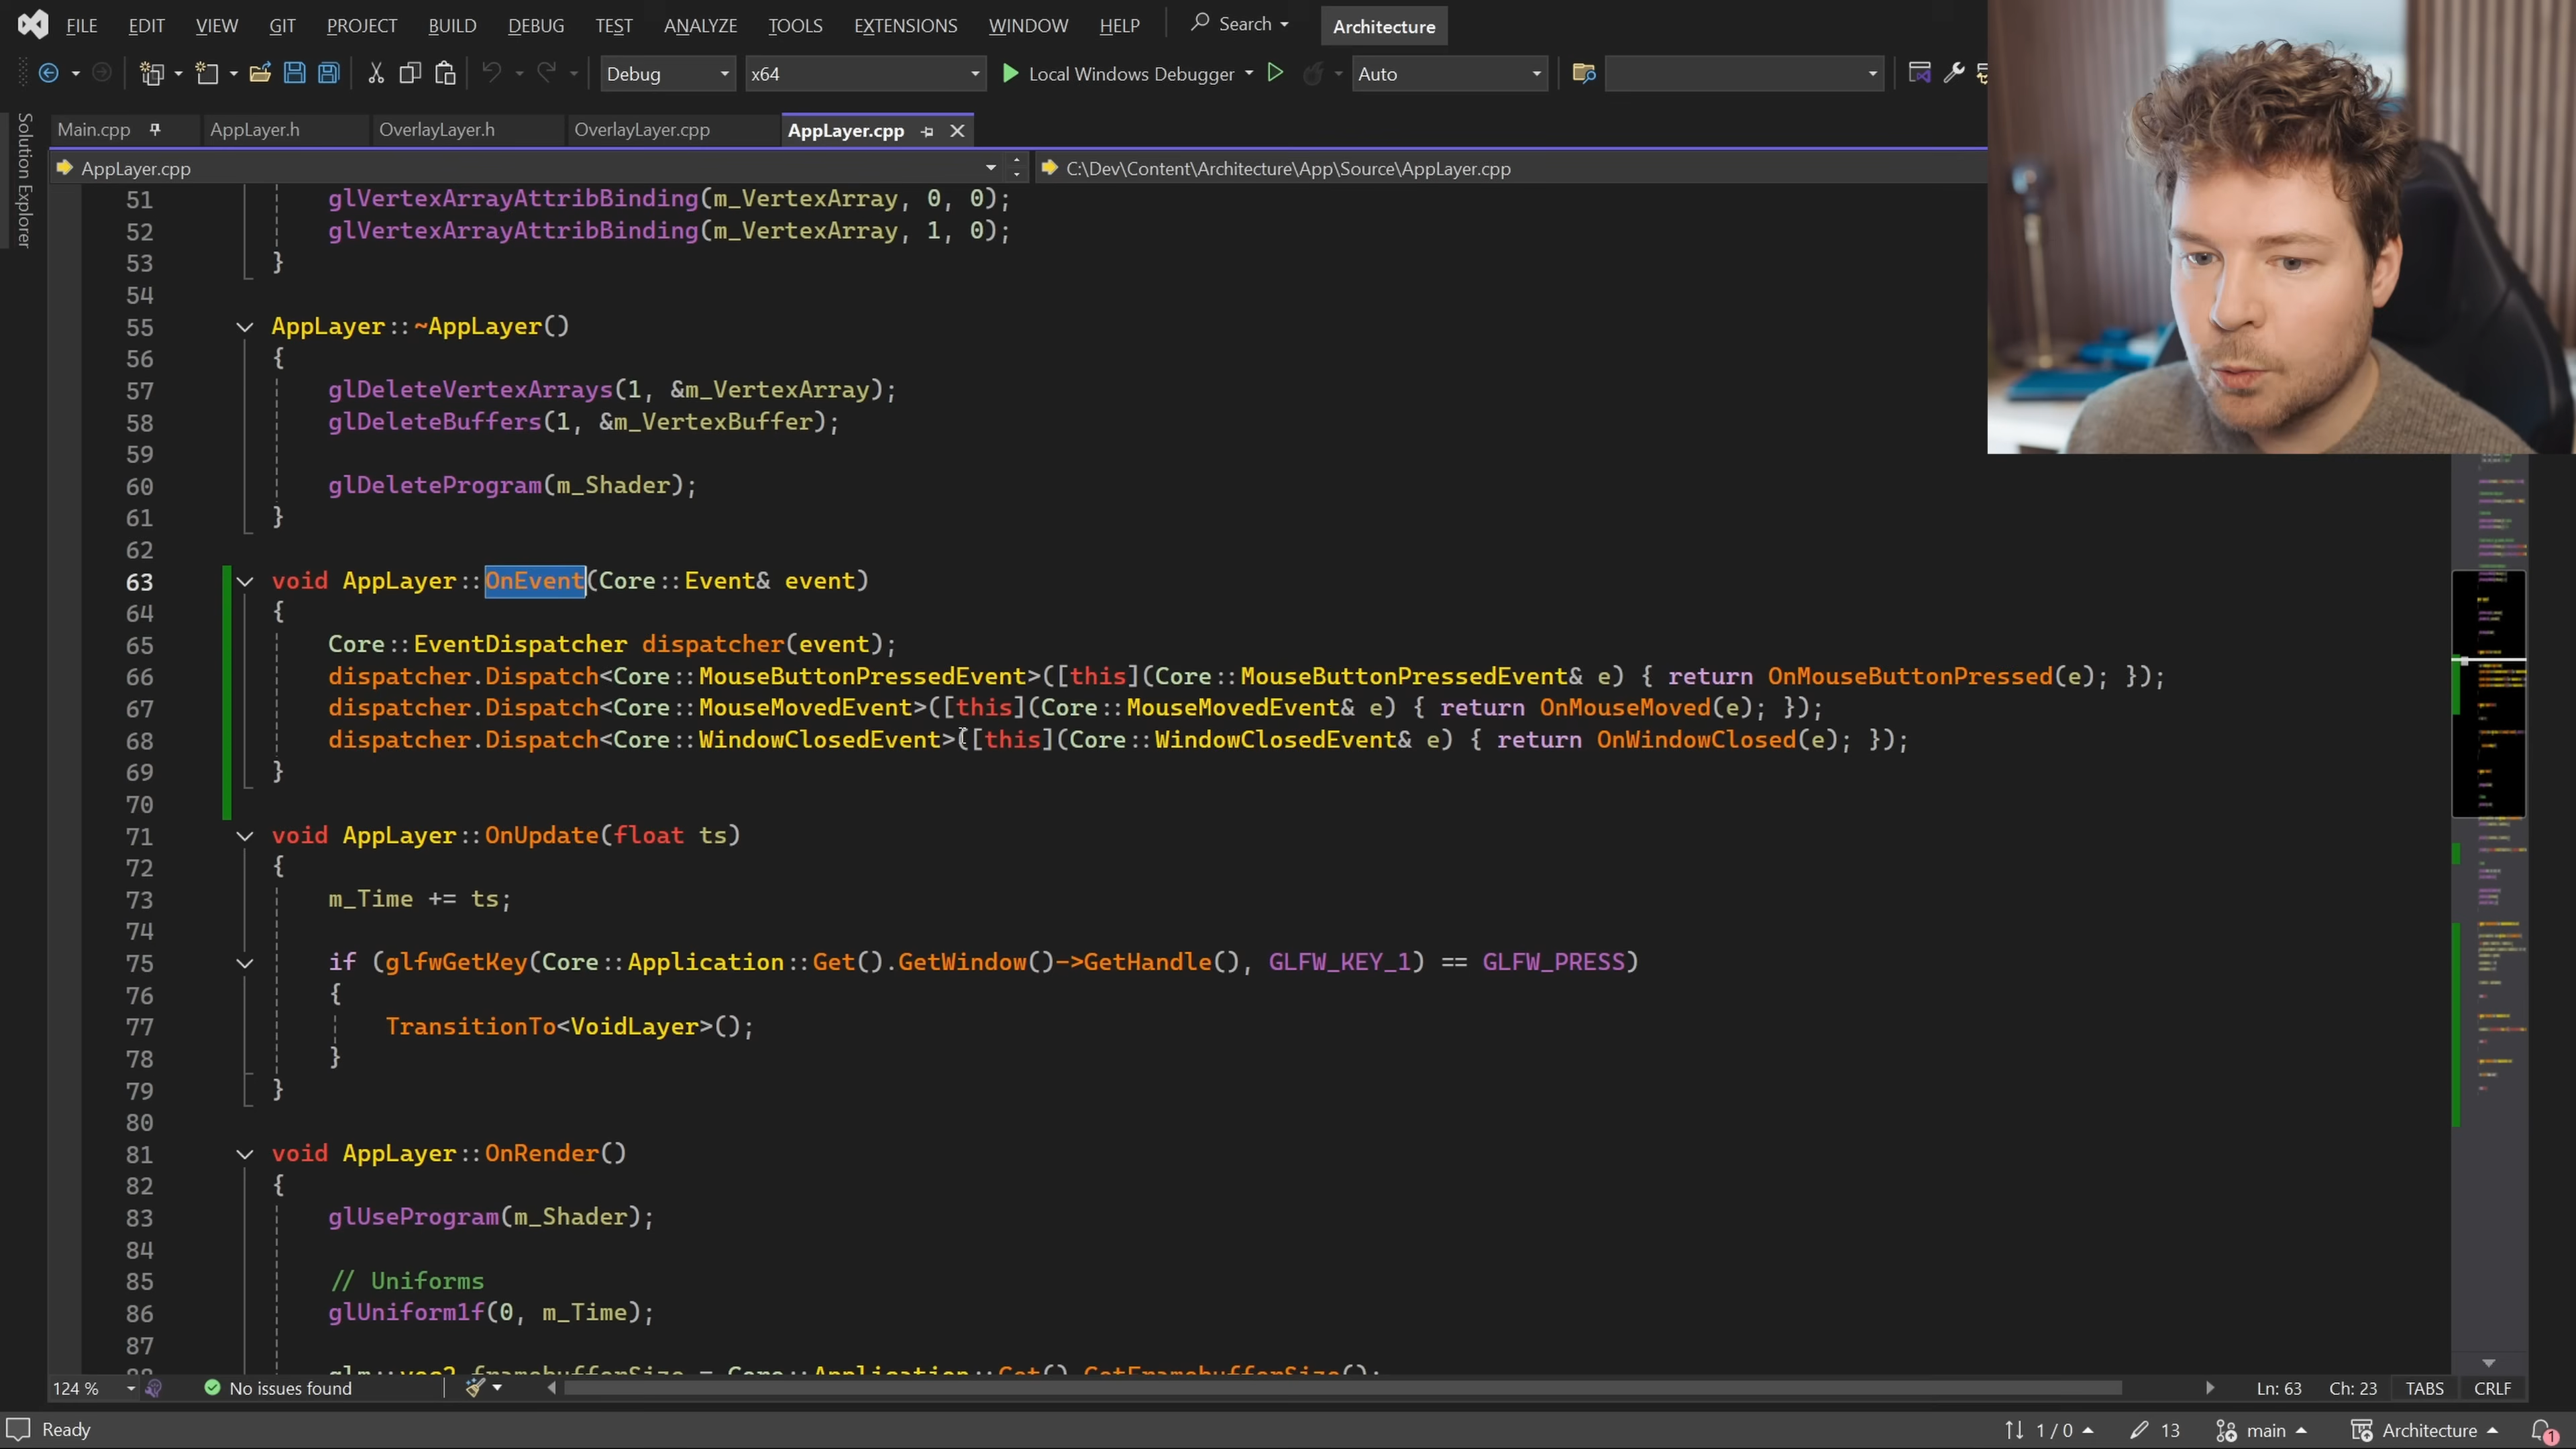 FILE EDIT VIEW GIT PROJECT BUILD DEBUG TEST ANALYZE TOOLS EXTENSIONS WINDOW HELP Search Architecture
Debug x64 Local Windows Debugger Auto
Solution Explorer
Main.cpp AppLayer.h OverlayLayer.h OverlayLayer.cpp AppLayer.cpp
AppLayer.cpp C:\Dev\Content\Architecture\App\Source\AppLayer.cpp
51 glVertexArrayAttribBinding(m_VertexArray, 0, 0);
52 glVertexArrayAttribBinding(m_VertexArray, 1, 0);
53 }
54
55 AppLayer::~AppLayer()
56 {
57 glDeleteVertexArrays(1, &m_VertexArray);
58 glDeleteBuffers(1, &m_VertexBuffer);
59
60 glDeleteProgram(m_Shader);
61 }
62
63 void AppLayer::OnEvent(Core::Event& event)
64 {
65 Core::EventDispatcher dispatcher(event);
66 dispatcher.Dispatch<Core::MouseButtonPressedEvent>([this](Core::MouseButtonPressedEvent& e) { return OnMouseButtonPressed(e); });
67 dispatcher.Dispatch<Core::MouseMovedEvent>([this](Core::MouseMovedEvent& e) { return OnMouseMoved(e); });
68 dispatcher.Dispatch<Core::WindowClosedEvent>([this](Core::WindowClosedEvent& e) { return OnWindowClosed(e); });
69 }
70
71 void AppLayer::OnUpdate(float ts)
72 {
73 m_Time += ts;
74
75 if (glfwGetKey(Core::Application::Get().GetWindow()->GetHandle(), GLFW_KEY_1) == GLFW_PRESS)
76 {
77 TransitionTo<VoidLayer>();
78 }
79 }
80
81 void AppLayer::OnRender()
82 {
83 glUseProgram(m_Shader);
84
85 // Uniforms
86 glUniform1f(0, m_Time);
87
88 glm::vec2 framebufferSize = Core::Application::Get().GetFramebufferSize();
124 % No issues found Ln: 63 Ch: 23 TABS CRLF
Ready 1 / 0 13 main Architecture 1